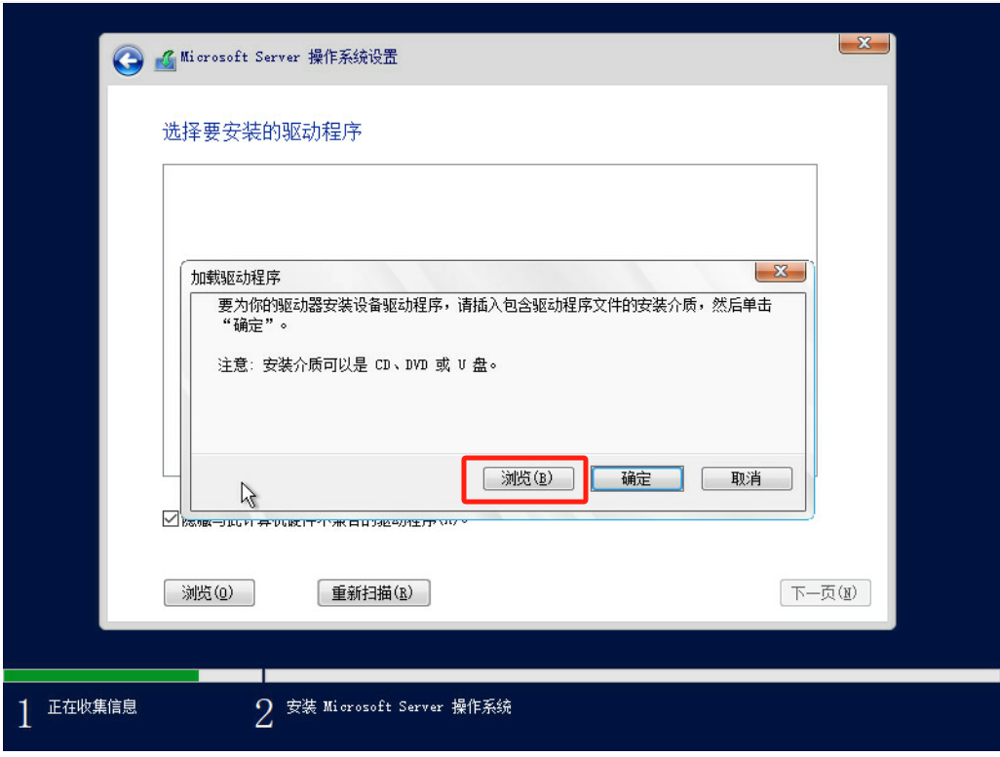 Microsoft Server 操作系统设置
选择要安装的驱动程序
加载驱动程序
要为你的驱动器安装设备驱动程序，请插入包含驱动程序文件的安装介质，然后单击
“确定”。
注意: 安装介质可以是 CD、DVD 或 U 盘。
浏览(B) 确定 取消
隐藏与此计算机硬件不兼容的驱动程序(H)。
浏览(O) 重新扫描(R) 下一页(N)
1 正在收集信息 2 安装 Microsoft Server 操作系统